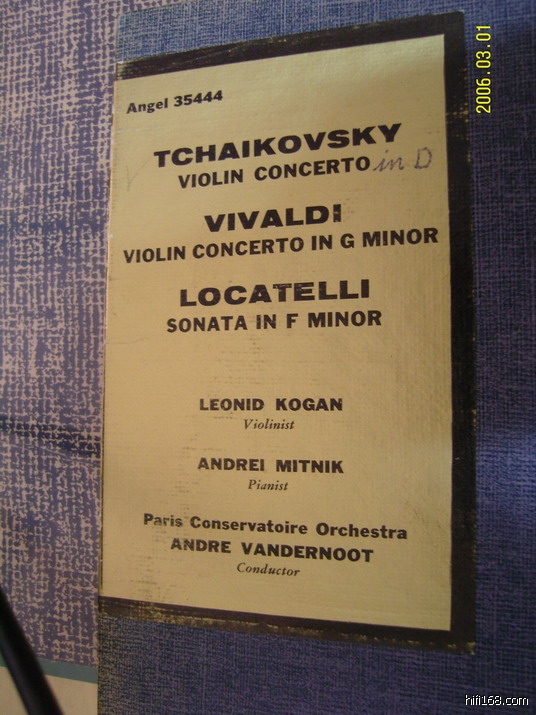 Angel 35444
TCHAIKOVSKY
VIOLIN CONCERTO in D
VIVALDI
VIOLIN CONCERTO IN G MINOR
LOCATELLI
SONATA IN F MINOR
LEONID KOGAN
Violinist
ANDREI MITNIK
Pianist
Paris Conservatoire Orchestra
ANDRE VANDERNOOT
Conductor
2006.03.01
hifi168.com